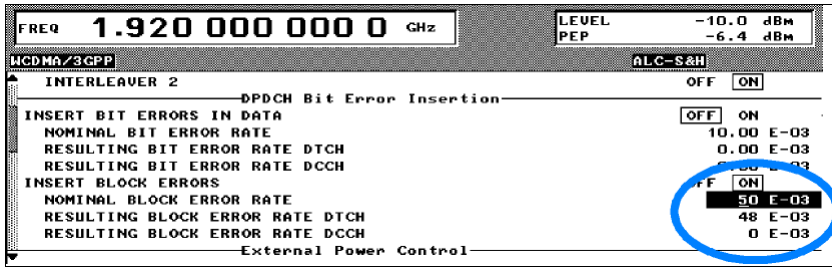 FREQ 1.920 000 000 0 GHz
LEVEL -10.0 dBm
PEP -6.4 dBm
WCDMA/3GPP ALC-S&H
INTERLEAVER 2 OFF ON
DPDCH Bit Error Insertion
INSERT BIT ERRORS IN DATA OFF ON
NOMINAL BIT ERROR RATE 10.00 E-03
RESULTING BIT ERROR RATE DTCH 0.00 E-03
RESULTING BIT ERROR RATE DCCH E-03
INSERT BLOCK ERRORS ON
NOMINAL BLOCK ERROR RATE 50 E-03
RESULTING BLOCK ERROR RATE DTCH 48 E-03
RESULTING BLOCK ERROR RATE DCCH 0 E-03
External Power Control